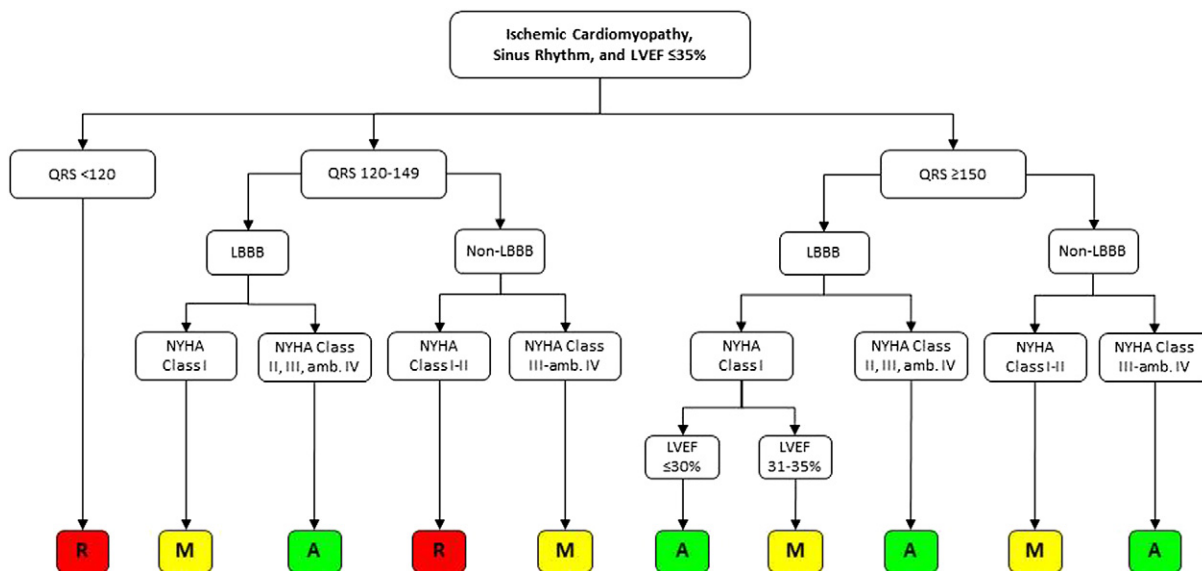 Ischemic Cardiomyopathy,
Sinus Rhythm, and LVEF ≤35%
QRS <120
QRS 120-149
QRS ≥150
LBBB
Non-LBBB
LBBB
Non-LBBB
NYHA
Class I
NYHA Class
II, III, amb. IV
NYHA
Class I-II
NYHA Class
III-amb. IV
NYHA
Class I
NYHA Class
II, III, amb. IV
NYHA
Class I-II
NYHA Class
III-amb. IV
LVEF
≤30%
LVEF
31-35%
R
M
A
R
M
A
M
A
M
A